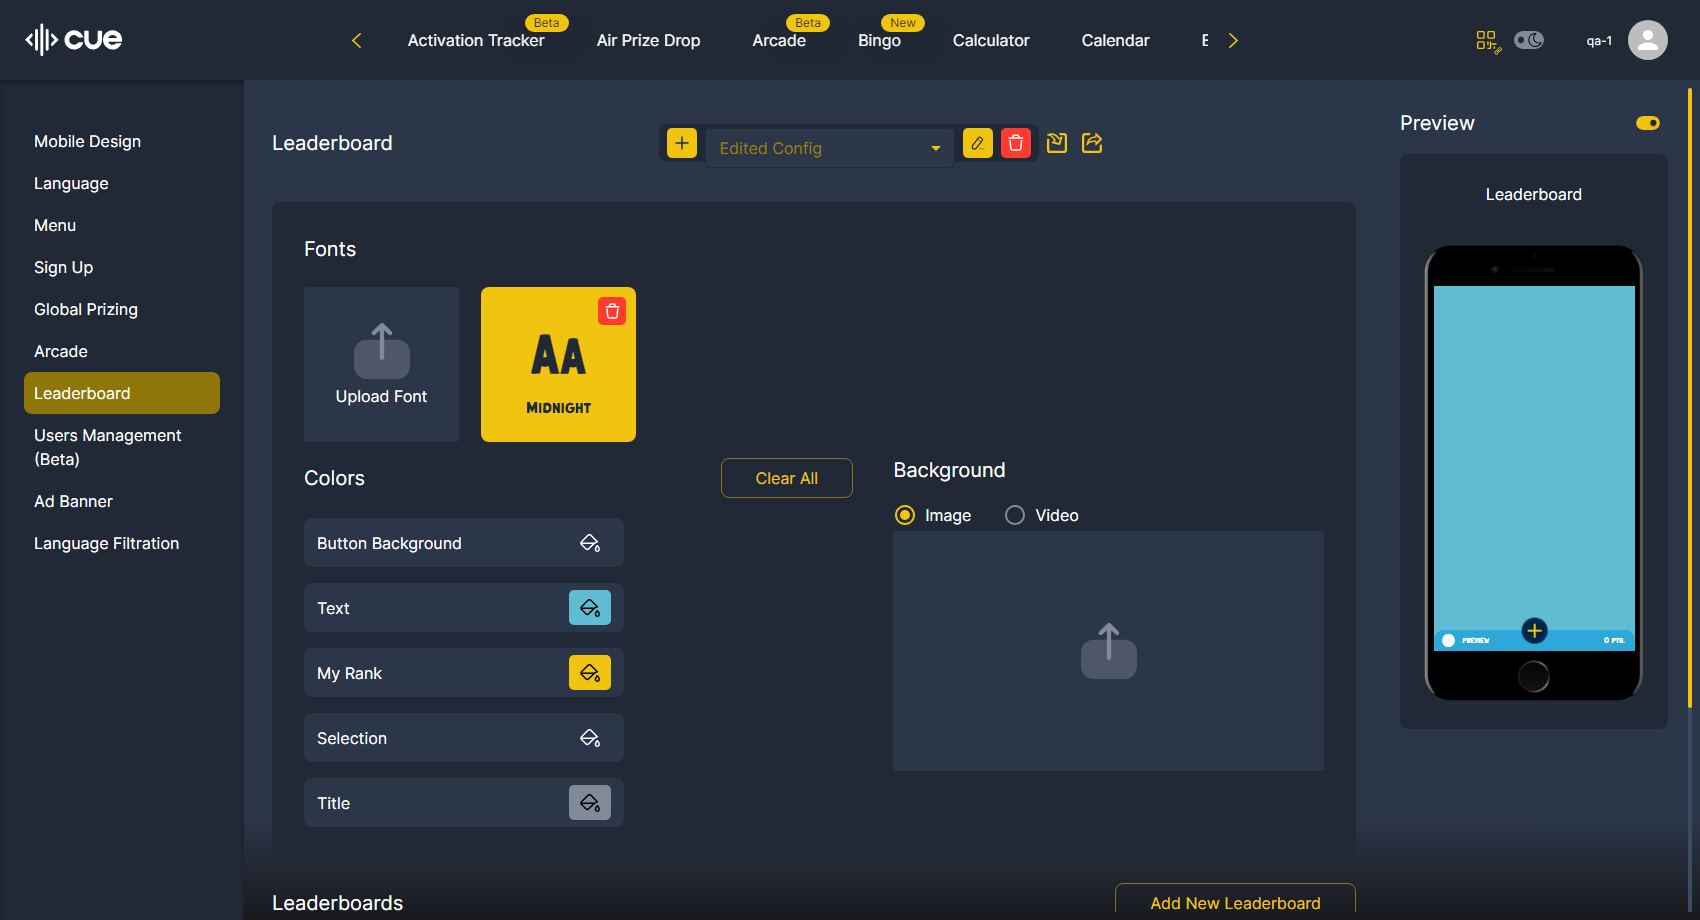 cue
Activation Tracker
Beta
Air Prize Drop
Arcade
Beta
Bingo
New
Calculator
Calendar
qa-1
Mobile Design
Language
Menu
Sign Up
Global Prizing
Arcade
Leaderboard
Users Management
(Beta)
Ad Banner
Language Filtration
Leaderboard
Edited Config
Fonts
Upload Font
AA
MIDNIGHT
Colors
Clear All
Button Background
Text
My Rank
Selection
Title
Background
Image
Video
Leaderboards
Add New Leaderboard
Preview
Leaderboard
PREVIEW
0 PTS.